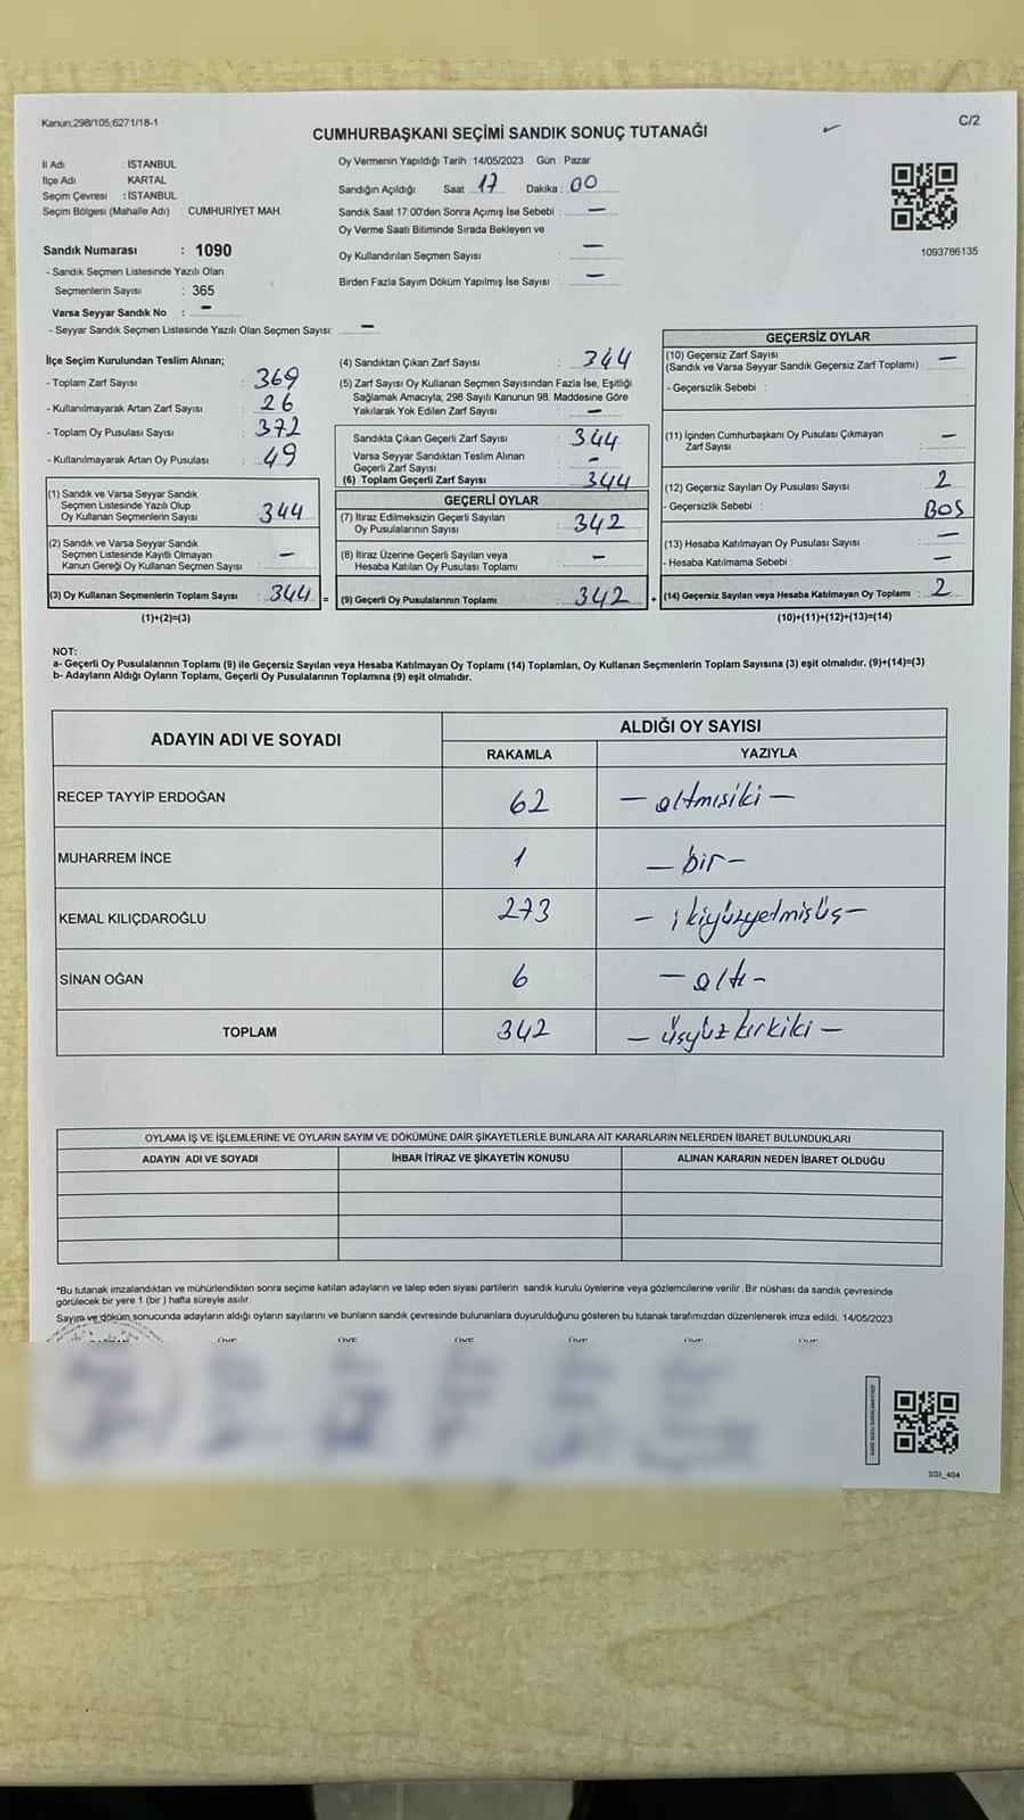 Kanun:298/105;6271/18-1
C/2
CUMHURBAŞKANI SEÇİMİ SANDIK SONUÇ TUTANAĞI
İl Adı : İSTANBUL
İlçe Adı : KARTAL
Seçim Çevresi : İSTANBUL
Seçim Bölgesi (Mahalle Adı) CUMHURİYET MAH.
Oy Vermenin Yapıldığı Tarih : 14/05/2023 Gün : Pazar
Sandığın Açıldığı Saat 17 Dakika : 00
Sandık Saat 17:00'den Sonra Açımış İse Sebebi : —
Oy Verme Saati Bitiminde Sırada Bekleyen ve
Oy Kullandırılan Seçmen Sayısı : —
Birden Fazla Sayım Döküm Yapılmış İse Sayısı : —
1093786135
Sandık Numarası : 1090
- Sandık Seçmen Listesinde Yazılı Olan
Seçmenlerin Sayısı : 365
Varsa Seyyar Sandık No : —
- Seyyar Sandık Seçmen Listesinde Yazılı Olan Seçmen Sayısı: —
İlçe Seçim Kurulundan Teslim Alınan;
- Toplam Zarf Sayısı : 369
- Kullanılmayarak Artan Zarf Sayısı : 26
- Toplam Oy Pusulası Sayısı : 372
- Kullanılmayarak Artan Oy Pusulası : 49
(1) Sandık ve Varsa Seyyar Sandık
Seçmen Listesinde Yazılı Olup
Oy Kullanan Seçmenlerin Sayısı : 344
(2) Sandık ve Varsa Seyyar Sandık
Seçmen Listesinde Kayıtlı Olmayan
Kanun Gereği Oy Kullanan Seçmen Sayısı : —
(3) Oy Kullanan Seçmenlerin Toplam Sayısı : 344 =
(1)+(2)=(3)
(4) Sandıktan Çıkan Zarf Sayısı : 344
(5) Zarf Sayısı Oy Kullanan Seçmen Sayısından Fazla İse, Eşitliği
Sağlamak Amacıyla; 298 Sayılı Kanunun 98. Maddesine Göre
Yakılarak Yok Edilen Zarf Sayısı : —
Sandıkta Çıkan Geçerli Zarf Sayısı : 344
Varsa Seyyar Sandıktan Teslim Alınan
Geçerli Zarf Sayısı : -
(6) Toplam Geçerli Zarf Sayısı : 344
GEÇERLİ OYLAR
(7) İtiraz Edilmeksizin Geçerli Sayılan
Oy Pusulalarının Sayısı : 342
(8) İtiraz Üzerine Geçerli Sayılan veya
Hesaba Katılan Oy Pusulası Toplamı : —
(9) Geçerli Oy Pusulalarının Toplamı : 342 +
GEÇERSİZ OYLAR
(10) Geçersiz Zarf Sayısı
(Sandık ve Varsa Seyyar Sandık Geçersiz Zarf Toplamı) : —
- Geçersizlik Sebebi :
(11) İçinden Cumhurbaşkanı Oy Pusulası Çıkmayan
Zarf Sayısı : —
(12) Geçersiz Sayılan Oy Pusulası Sayısı : 2
- Geçersizlik Sebebi : BOŞ
(13) Hesaba Katılmayan Oy Pusulası Sayısı : —
- Hesaba Katılmama Sebebi : —
(14) Geçersiz Sayılan veya Hesaba Katılmayan Oy Toplamı : 2
(10)+(11)+(12)+(13)=(14)
NOT:
a- Geçerli Oy Pusulalarının Toplamı (9) ile Geçersiz Sayılan veya Hesaba Katılmayan Oy Toplamı (14) Toplamları, Oy Kullanan Seçmenlerin Toplam Sayısına (3) eşit olmalıdır. (9)+(14)=(3)
b- Adayların Aldığı Oyların Toplamı, Geçerli Oy Pusulalarının Toplamına (9) eşit olmalıdır.
ADAYIN ADI VE SOYADI
ALDIĞI OY SAYISI
RAKAMLA YAZIYLA
RECEP TAYYİP ERDOĞAN 62 — altmışiki —
MUHARREM İNCE 1 — bir —
KEMAL KILIÇDAROĞLU 273 — ikiyüzyetmişüç —
SİNAN OĞAN 6 — altı —
TOPLAM 342 — üçyüzkırkiki —
OYLAMA İŞ VE İŞLEMLERİNE VE OYLARIN SAYIM VE DÖKÜMÜNE DAİR ŞİKAYETLERLE BUNLARA AİT KARARLARIN NELERDEN İBARET BULUNDUKLARI
ADAYIN ADI VE SOYADI İHBAR İTİRAZ VE ŞİKAYETİN KONUSU ALINAN KARARIN NEDEN İBARET OLDUĞU
*Bu tutanak imzalandıktan ve mühürlendikten sonra seçime katılan adayların ve talep eden siyasi partilerin sandık kurulu üyelerine veya gözlemcilerine verilir. Bir nüshası da sandık çevresinde
görülecek bir yere 1 (bir) hafta süreyle asılır.
Sayım ve döküm sonucunda adayların aldığı oyların sayılarını ve bunların sandık çevresinde bulunanlara duyurulduğunu gösteren bu tutanak tarafımızdan düzenlenerek imza edildi. 14/05/2023